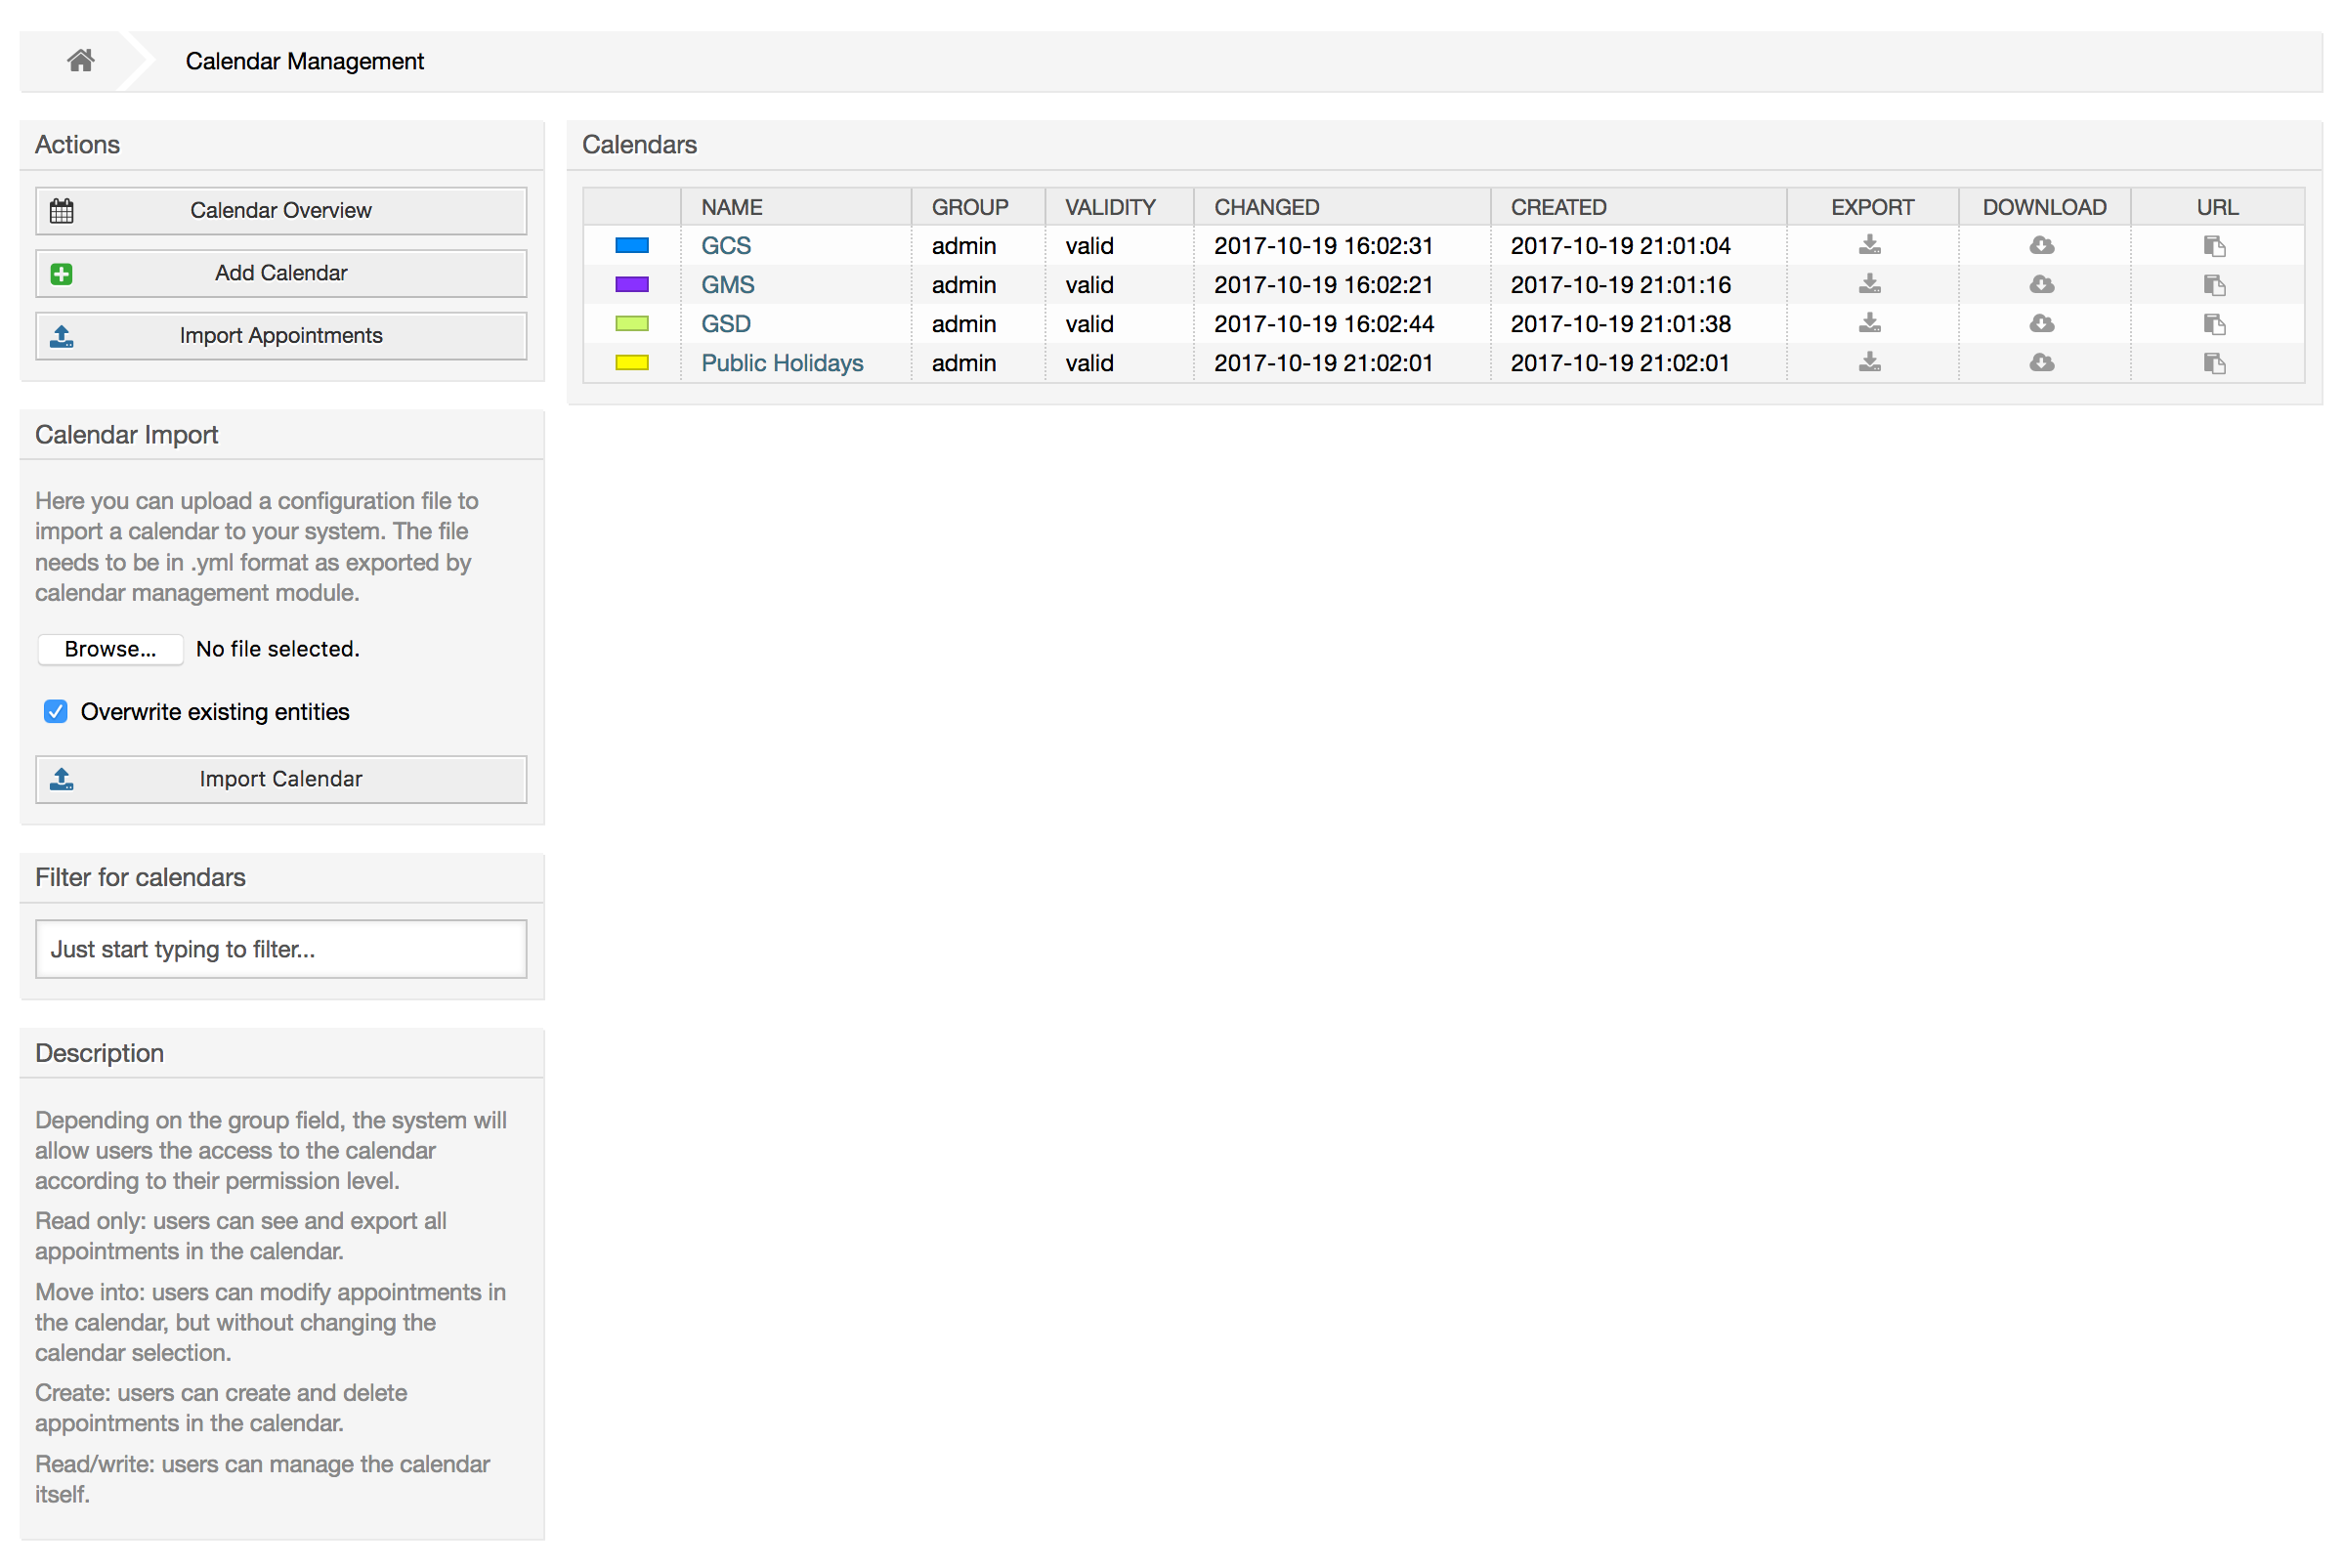 Calendar Management
Actions
Calendar Overview
Add Calendar
Import Appointments
Calendar Import
Here you can upload a configuration file to
import a calendar to your system. The file
needs to be in .yml format as exported by
calendar management module.
Browse... No file selected.
Overwrite existing entities
Import Calendar
Filter for calendars
Just start typing to filter...
Description
Depending on the group field, the system will
allow users the access to the calendar
according to their permission level.
Read only: users can see and export all
appointments in the calendar.
Move into: users can modify appointments in
the calendar, but without changing the
calendar selection.
Create: users can create and delete
appointments in the calendar.
Read/write: users can manage the calendar
itself.
Calendars
NAME GROUP VALIDITY CHANGED CREATED EXPORT DOWNLOAD URL
GCS admin valid 2017-10-19 16:02:31 2017-10-19 21:01:04
GMS admin valid 2017-10-19 16:02:21 2017-10-19 21:01:16
GSD admin valid 2017-10-19 16:02:44 2017-10-19 21:01:38
Public Holidays admin valid 2017-10-19 21:02:01 2017-10-19 21:02:01